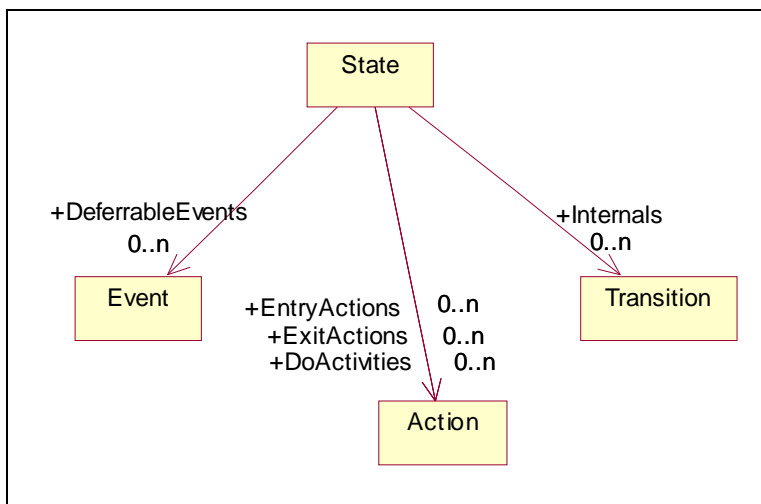 State
+DeferrableEvents
0..n
+Internals
0..n
Event
Transition
+EntryActions 0..n
+ExitActions 0..n
+DoActivities 0..n
Action